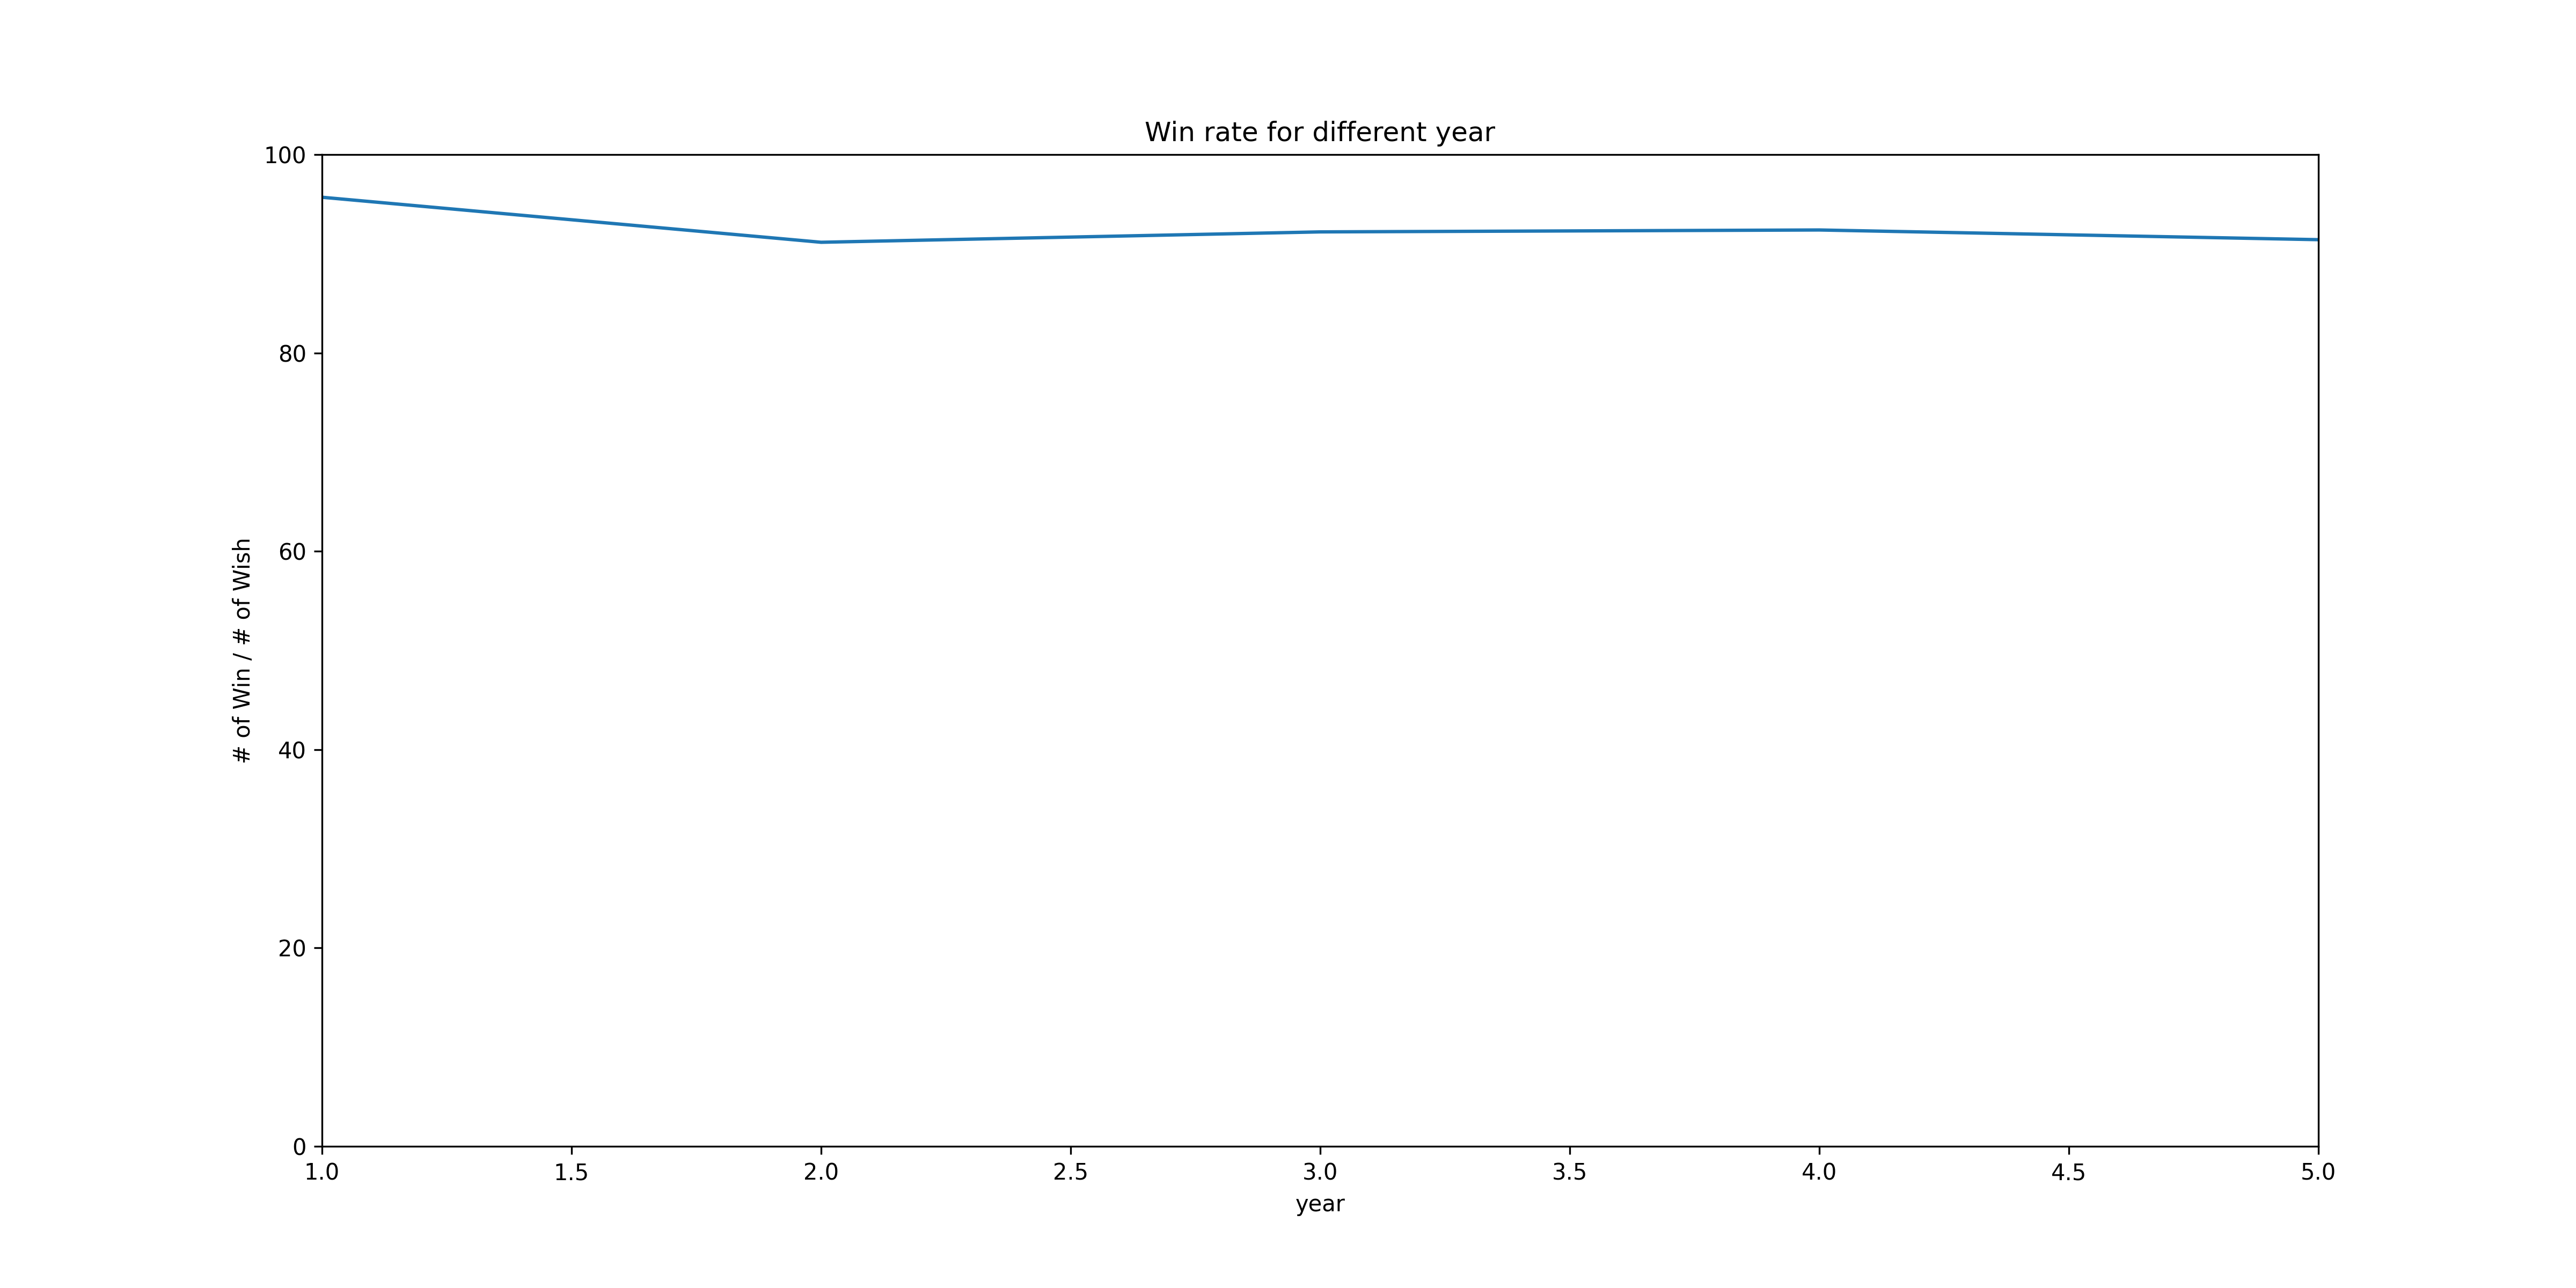 Win rate for different year
100
80
60
40
20
0
# of Win / # of Wish
1.0 1.5 2.0 2.5 3.0 3.5 4.0 4.5 5.0
year